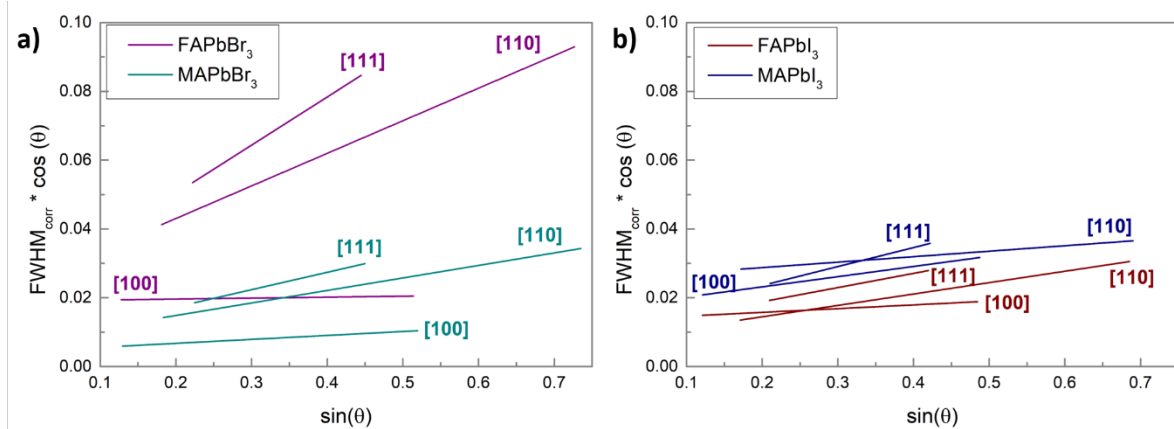 a)
FAPbBr₃
MAPbBr₃
[111]
[110]
[111]
[110]
[100]
[100]
0.10
0.08
0.06
0.04
0.02
0.00
FWHM_corr * cos (θ)
0.1 0.2 0.3 0.4 0.5 0.6 0.7
sin(θ)
b)
FAPbI₃
MAPbI₃
[111]
[110]
[100]
[111]
[110]
[100]
0.10
0.08
0.06
0.04
0.02
0.00
FWHM_corr * cos (θ)
0.1 0.2 0.3 0.4 0.5 0.6 0.7
sin(θ)